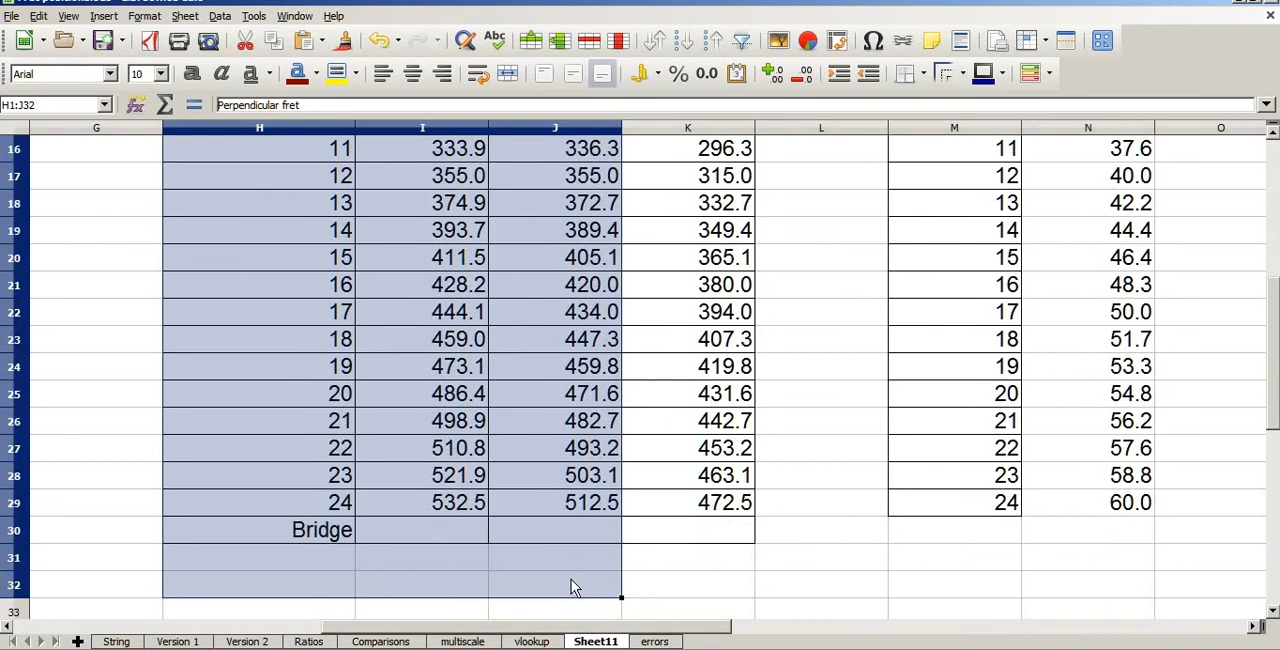 File Edit View Insert Format Sheet Data Tools Window Help
Arial 10
H1:J32 Perpendicular fret
G H I J K L M N O
16 11 333.9 336.3 296.3 11 37.6
17 12 355.0 355.0 315.0 12 40.0
18 13 374.9 372.7 332.7 13 42.2
19 14 393.7 389.4 349.4 14 44.4
20 15 411.5 405.1 365.1 15 46.4
21 16 428.2 420.0 380.0 16 48.3
22 17 444.1 434.0 394.0 17 50.0
23 18 459.0 447.3 407.3 18 51.7
24 19 473.1 459.8 419.8 19 53.3
25 20 486.4 471.6 431.6 20 54.8
26 21 498.9 482.7 442.7 21 56.2
27 22 510.8 493.2 453.2 22 57.6
28 23 521.9 503.1 463.1 23 58.8
29 24 532.5 512.5 472.5 24 60.0
30 Bridge
31
32
33
String Version 1 Version 2 Ratios Comparisons multiscale vlookup Sheet11 errors